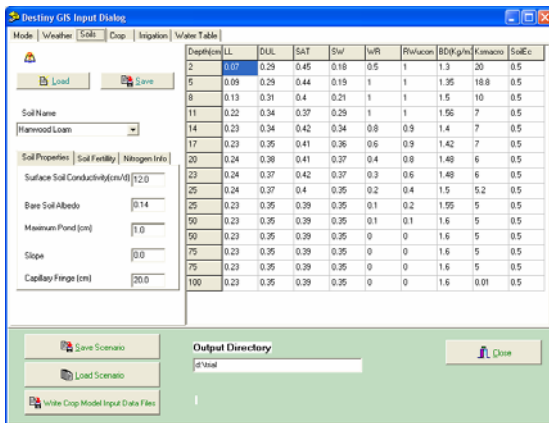 Destiny GIS Input Dialog
Mode Weather Soils Crop Irrigation Water Table
Load Save
Soil Name
Hanwood Loam
Soil Properties Soil Fertility Nitrogen Info
Surface Soil Conductivity(cm/d) 12.0
Bare Soil Albedo 0.14
Maximum Pond (cm) 1.0
Slope 0.0
Capillary Fringe (cm) 20.0
Depth(cm LL DUL SAT SW WR RWucon BD(Kg/m Ksmacro SoilEc
2 0.07 0.29 0.45 0.18 0.5 1 1.3 20 0.5
5 0.09 0.29 0.44 0.19 1 1 1.35 18.8 0.5
8 0.13 0.31 0.4 0.21 1 1 1.5 10 0.5
11 0.22 0.34 0.37 0.29 1 1 1.56 7 0.5
14 0.23 0.34 0.42 0.34 0.8 0.9 1.4 7 0.5
17 0.23 0.35 0.41 0.36 0.6 0.9 1.42 7 0.5
20 0.24 0.38 0.41 0.37 0.4 0.8 1.48 6 0.5
23 0.24 0.37 0.42 0.37 0.3 0.6 1.48 6 0.5
25 0.24 0.37 0.4 0.35 0.2 0.4 1.5 5.2 0.5
25 0.23 0.35 0.39 0.35 0.1 0.2 1.55 5 0.5
50 0.23 0.35 0.39 0.35 0.1 0.1 1.6 5 0.5
50 0.23 0.35 0.39 0.35 0 0 1.6 5 0.5
75 0.23 0.35 0.39 0.35 0 0 1.6 5 0.5
75 0.23 0.35 0.39 0.35 0 0 1.6 5 0.5
100 0.23 0.35 0.39 0.35 0 0 1.6 0.01 0.5
Save Scenario
Load Scenario
Write Crop Model Input Data Files
Output Directory
d:\trial
Close